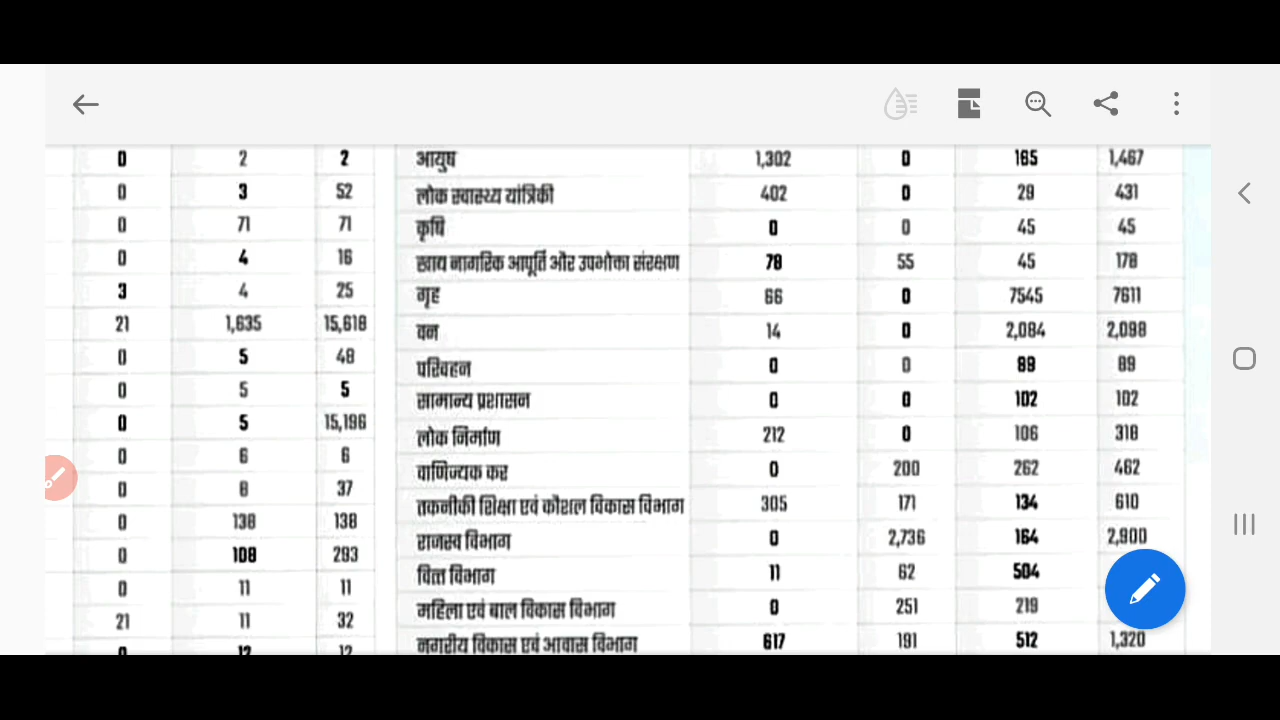 0 2 2 आयुष 1,302 0 165 1,467
0 3 52 लोक स्वास्थ्य यांत्रिकी 402 0 29 431
0 71 71 कृषि 0 0 45 45
0 4 16 खाद्य नागरिक आपूर्ति और उपभोक्ता संरक्षण 78 55 45 178
3 4 25 गृह 66 0 7545 7611
21 1,635 15,618 वन 14 0 2,084 2,098
0 5 48 परिवहन 0 0 89 89
0 5 5 सामान्य प्रशासन 0 0 102 102
0 5 15,196 लोक निर्माण 212 0 106 318
0 6 6 वाणिज्यक कर 0 200 262 462
0 8 37 तकनीकी शिक्षा एवं कौशल विकास विभाग 305 171 134 610
0 138 138 राजस्व विभाग 0 2,736 164 2,900
0 108 293 वित्त विभाग 11 62 504
0 11 11 महिला एवं बाल विकास विभाग 0 251 219
21 11 32 नगरीय विकास एवं आवास विभाग 617 191 512 1,320
0 12 12